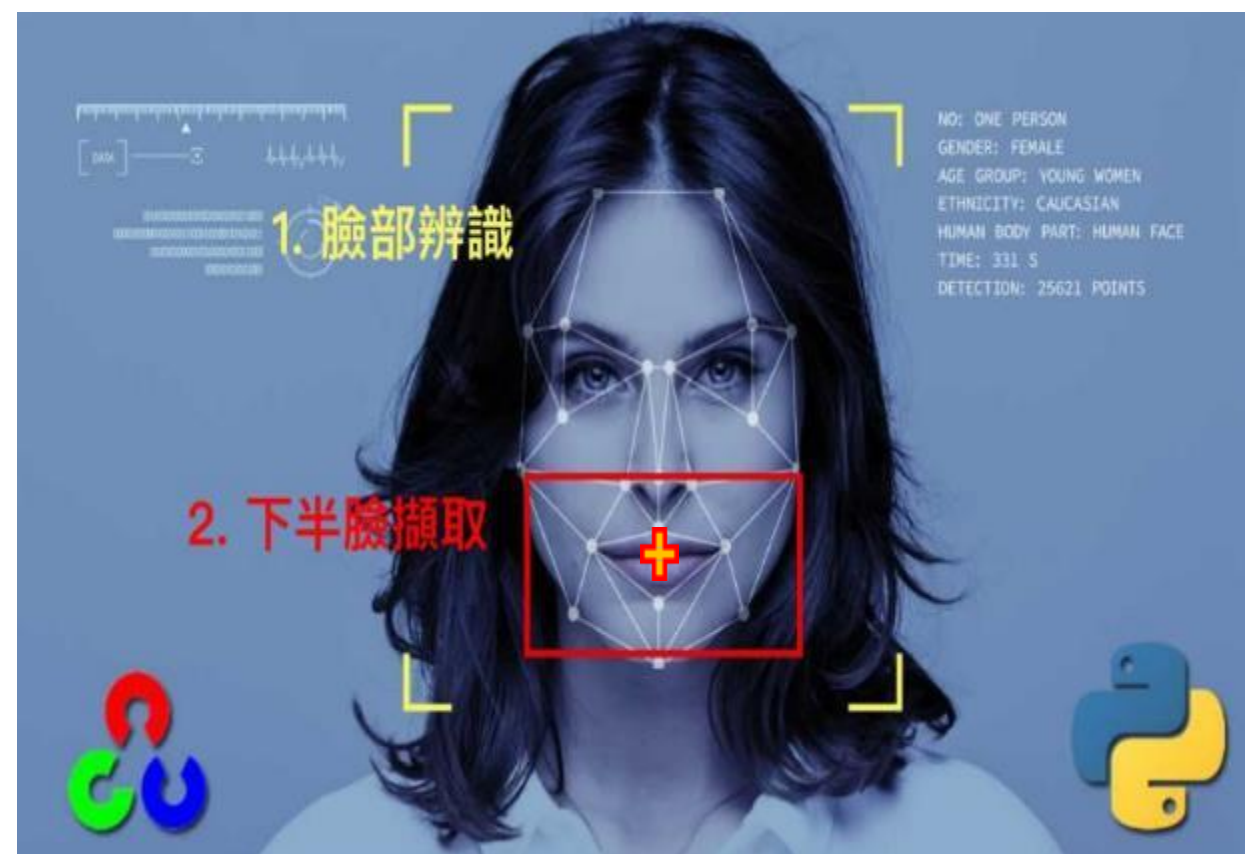 DATA
1. 臉部辨識
NO: ONE PERSON
GENDER: FEMALE
AGE GROUP: YOUNG WOMEN
ETHNICITY: CAUCASIAN
HUMAN BODY PART: HUMAN FACE
TIME: 331 S
DETECTION: 25621 POINTS
2. 下半臉擷取